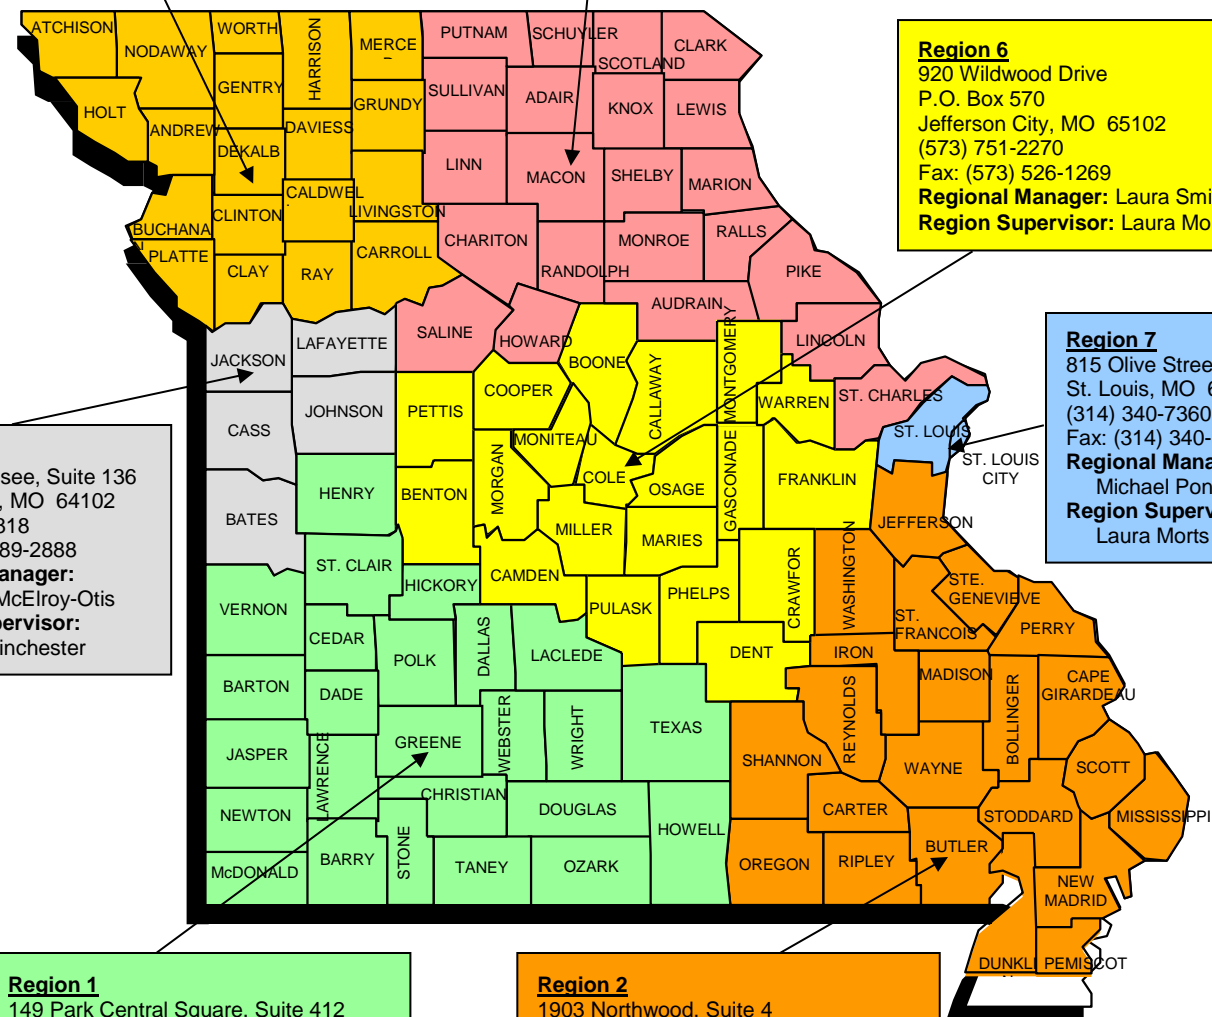 ATCHISON
NODAWAY
WORTH
HARRISON
MERCE
PUTNAM
SCHUYLER
SCOTLAND
CLARK
HOLT
GENTRY
GRUNDY
SULLIVAN
ADAIR
KNOX
LEWIS
ANDREW
DEKALB
DAVIESS
LINN
MACON
SHELBY
MARION
BUCHANA
CLINTON
CALDWEL
LIVINGSTON
CHARITON
RANDOLPH
MONROE
RALLS
PLATTE
CLAY
RAY
CARROLL
PIKE
AUDRAIN
SALINE
HOWARD
LINCOLN
JACKSON
LAFAYETTE
BOONE
CALLAWAY
MONTGOMERY
COOPER
WARREN
ST. CHARLES
CASS
JOHNSON
PETTIS
MONITEAU
ST. LOUIS
ST. LOUIS
CITY
BATES
HENRY
BENTON
MORGAN
COLE
OSAGE
GASCONADE
FRANKLIN
JEFFERSON
MILLER
MARIES
ST. CLAIR
HICKORY
CAMDEN
PULASK
PHELPS
CRAWFOR
WASHINGTON
STE.
GENEVIEVE
VERNON
CEDAR
POLK
DALLAS
LACLEDE
DENT
IRON
ST.
FRANCOIS
PERRY
BARTON
DADE
MADISON
BOLLINGER
CAPE
GIRARDEAU
JASPER
LAWRENCE
GREENE
WEBSTER
WRIGHT
TEXAS
SHANNON
REYNOLDS
WAYNE
SCOTT
NEWTON
CHRISTIAN
DOUGLAS
HOWELL
CARTER
STODDARD
MISSISSIPPI
McDONALD
BARRY
STONE
TANEY
OZARK
OREGON
RIPLEY
BUTLER
NEW
MADRID
DUNKLI
PEMISCOT
Region 6
920 Wildwood Drive
P.O. Box 570
Jefferson City, MO 65102
(573) 751-2270
Fax: (573) 526-1269
Regional Manager: Laura Smi
Region Supervisor: Laura Mo
Region 7
815 Olive Stree
St. Louis, MO 6
(314) 340-7360
Fax: (314) 340-
Regional Mana
Michael Pon
Region Superv
Laura Morts
see, Suite 136
, MO 64102
818
89-2888
anager:
McElroy-Otis
pervisor:
inchester
Region 1
149 Park Central Square, Suite 412
Region 2
1903 Northwood, Suite 4